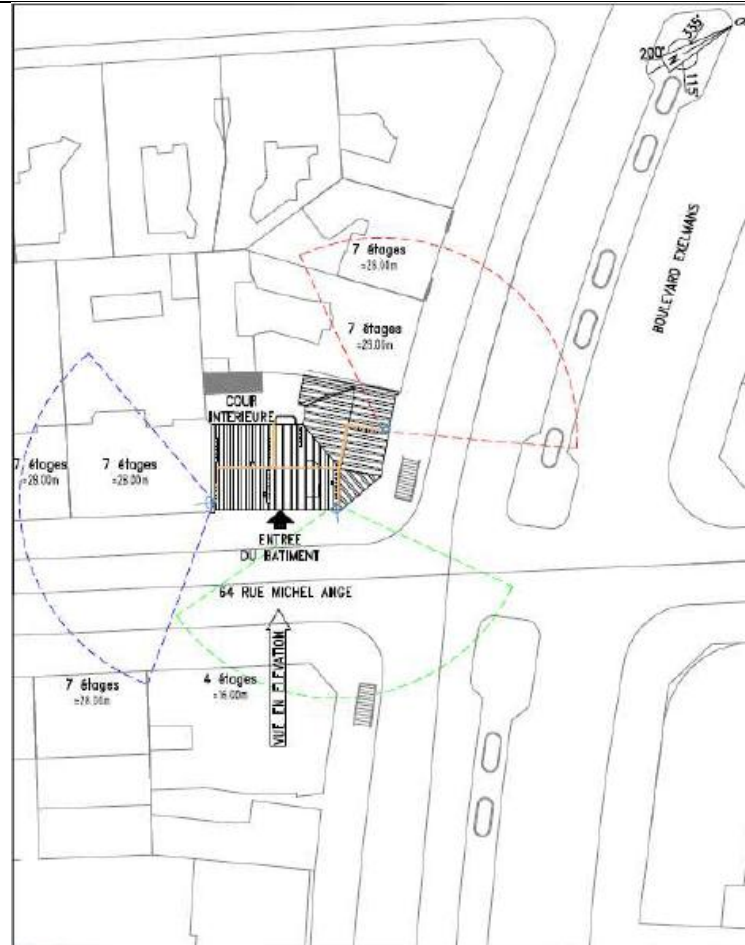 335°
200°
N
115°
BOULEVARD EXELMANS
7 étages
=28.00m
7 étages
=29.00m
COUR
INTERIEURE
7 étages
=28.00m
7 étages
=28.00m
ENTREE
DU BATIMENT
64 RUE MICHEL ANGE
VUE EN ELEVATION
7 étages
=28.00m
4 étages
=16.00m